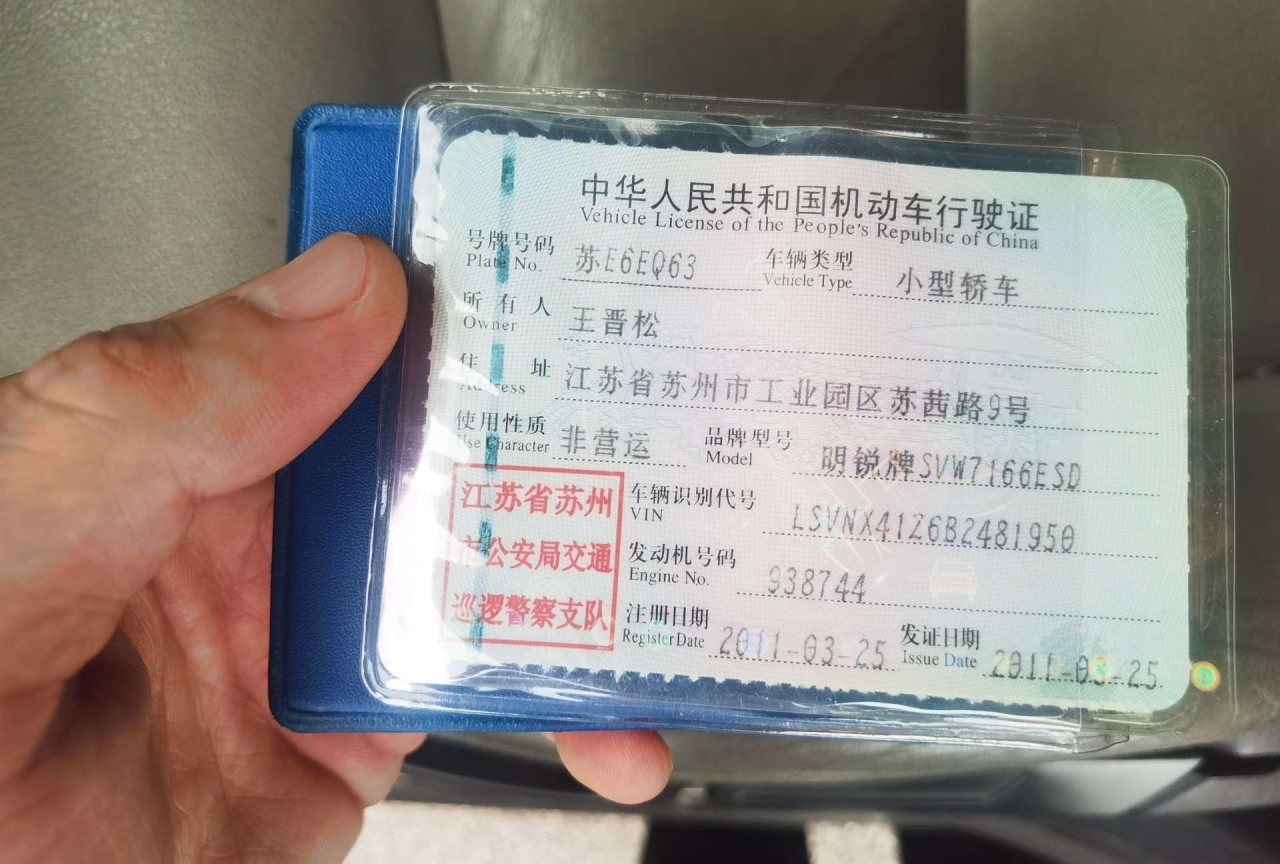 中华人民共和国机动车行驶证
Vehicle License of the People's Republic of China
号牌号码 苏E6EQ63 车辆类型 小型轿车
Plate No. Vehicle Type
所有人 王晋松
Owner
住址 江苏省苏州市工业园区苏茜路9号
Address
使用性质 非营运 品牌型号 明锐牌SVW7166ESD
Use Character Model
江苏省苏州
市公安局交通
巡逻警察支队
车辆识别代号 LSVNX41Z6B2481950
VIN
发动机号码 938744
Engine No.
注册日期 2011-03-25 发证日期 2011-03-25
Register Date Issue Date